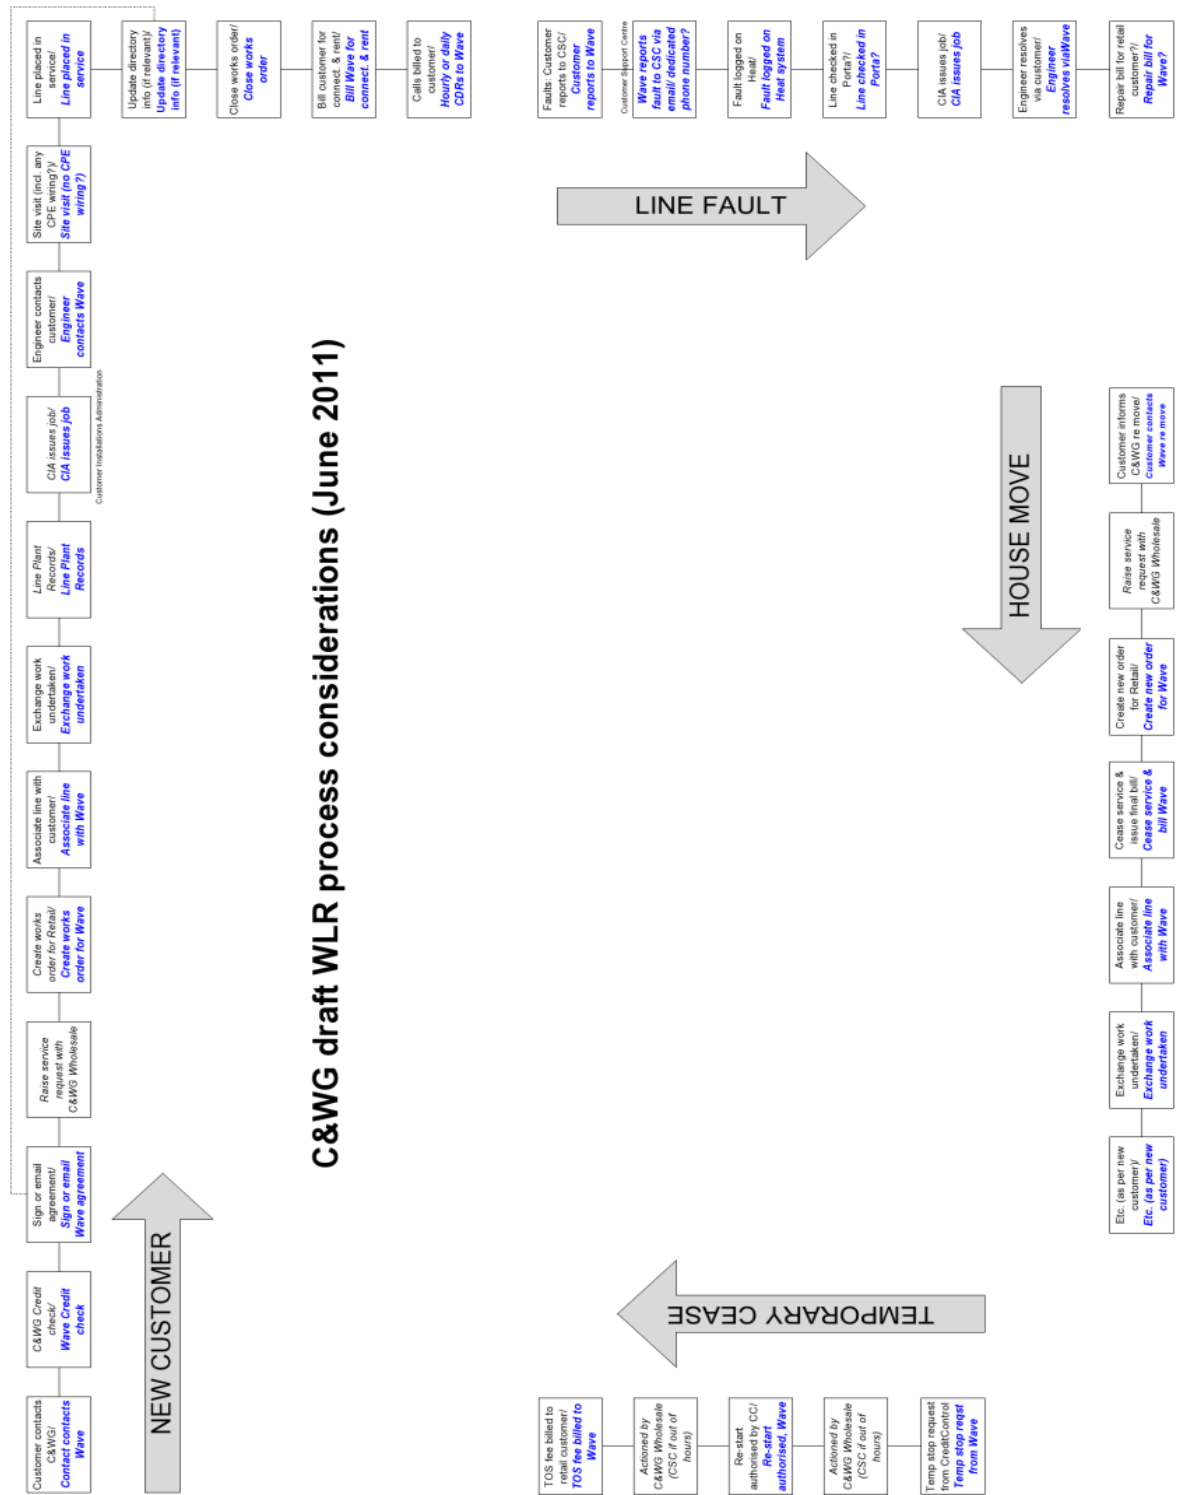 C&WG draft WLR process considerations (June 2011)
NEW CUSTOMER
Customer contacts
C&WG/
Contact contacts
Wave
C&WG Credit
check/
Wave Credit
check
Sign or email
agreement/
Sign or email
Wave agreement
Raise service
request with
C&WG Wholesale
Create works
order for Retail/
Create works
order for Wave
Associate line with
customer/
Associate line
with Wave
Exchange work
undertaken/
Exchange work
undertaken
Line Plant
Records/
Line Plant
Records
CIA issues job/
CIA issues job
Customer Installations Administration
Engineer contacts
customer/
Engineer
contacts Wave
Site visit (incl. any
CPE wiring?)/
Site visit (no CPE
wiring?)
Line placed in
service/
Line placed in
service
Update directory
info (if relevant)/
Update directory
info (if relevant)
Close works order/
Close works
order
Bill customer for
connect. & rent/
Bill Wave for
connect. & rent
Calls billed to
customer/
Hourly or daily
CDRs to Wave
LINE FAULT
Faults: Customer
reports to CSC/
Customer
reports to Wave
Customer Support Centre
Wave reports
fault to CSC via
email/ dedicated
phone number?
Fault logged on
Heat/
Fault logged on
Heat system
Line checked in
Porta?/
Line checked in
Porta?
CIA issues job/
CIA issues job
Engineer resolves
via customer/
Engineer
resolves viaWave
Repair bill for retail
customer?/
Repair bill for
Wave?
HOUSE MOVE
Customer informs
C&WG re move/
Customer contacts
Wave re move
Raise service
request with
C&WG Wholesale
Create new order
for Retail/
Create new order
for Wave
Cease service &
issue final bill/
Cease service &
bill Wave
Associate line
with customer/
Associate line
with Wave
Exchange work
undertaken/
Exchange work
undertaken
Etc. (as per new
customer)/
Etc. (as per new
customer)
TEMPORARY CEASE
Temp stop request
from CreditControl
Temp stop reqst
from Wave
Actioned by
C&WG Wholesale
(CSC if out of
hours)
Re-start
authorised by CC/
Re-start
authorised, Wave
Actioned by
C&WG Wholesale
(CSC if out of
hours)
TOS fee billed to
retail customer/
TOS fee billed to
Wave